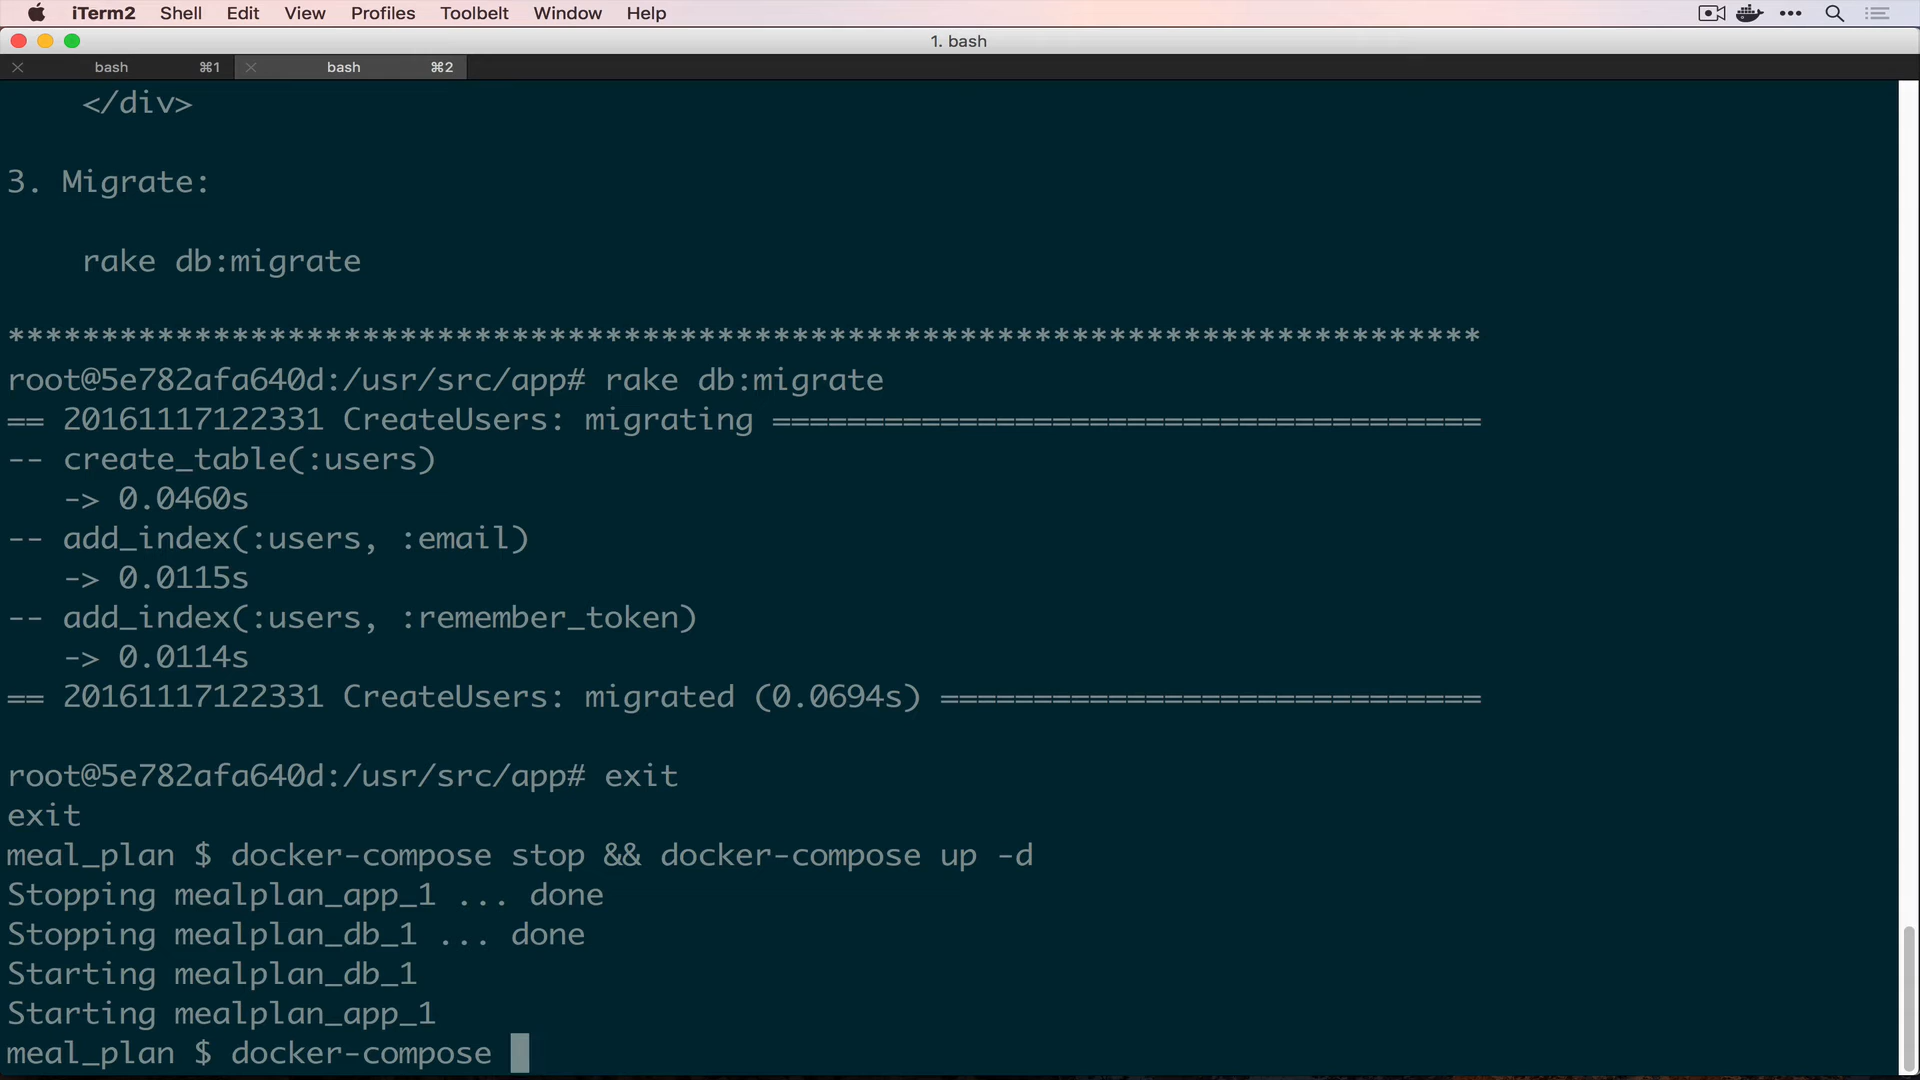 iTerm2 Shell Edit View Profiles Toolbelt Window Help
1. bash
bash ⌘1 bash ⌘2
</div>
3. Migrate:
rake db:migrate
********************************************************************************
root@5e782afa640d:/usr/src/app# rake db:migrate
== 20161117122331 CreateUsers: migrating ======================================
-- create_table(:users)
-> 0.0460s
-- add_index(:users, :email)
-> 0.0115s
-- add_index(:users, :remember_token)
-> 0.0114s
== 20161117122331 CreateUsers: migrated (0.0694s) =============================
root@5e782afa640d:/usr/src/app# exit
exit
meal_plan $ docker-compose stop && docker-compose up -d
Stopping mealplan_app_1 ... done
Stopping mealplan_db_1 ... done
Starting mealplan_db_1
Starting mealplan_app_1
meal_plan $ docker-compose